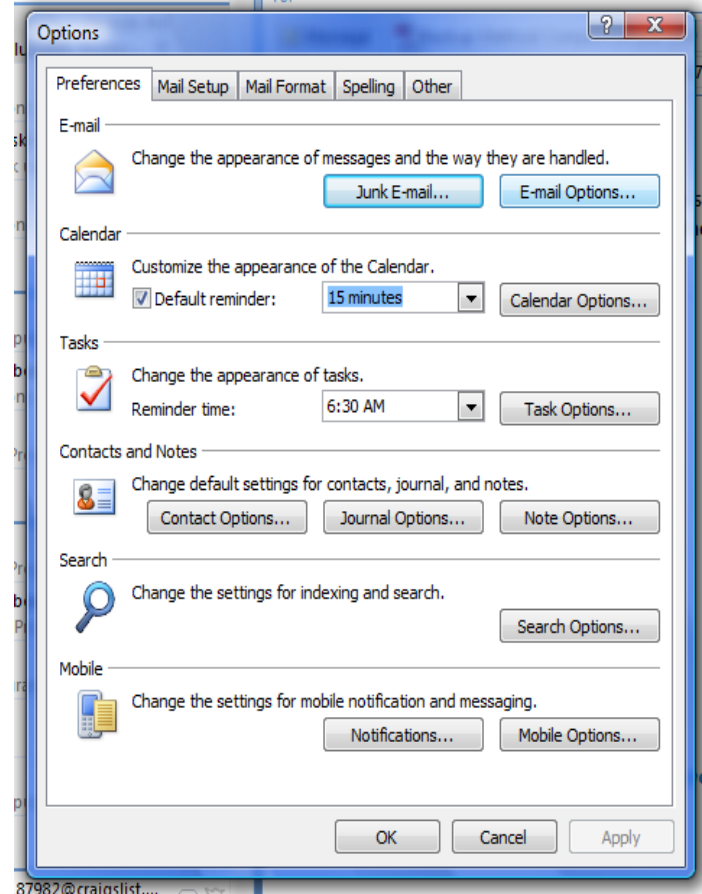 Options
?
X
Preferences Mail Setup Mail Format Spelling Other
E-mail
Change the appearance of messages and the way they are handled.
Junk E-mail... E-mail Options...
Calendar
Customize the appearance of the Calendar.
Default reminder: 15 minutes Calendar Options...
Tasks
Change the appearance of tasks.
Reminder time: 6:30 AM Task Options...
Contacts and Notes
Change default settings for contacts, journal, and notes.
Contact Options... Journal Options... Note Options...
Search
Change the settings for indexing and search.
Search Options...
Mobile
Change the settings for mobile notification and messaging.
Notifications... Mobile Options...
OK Cancel Apply
87982@craigslist....